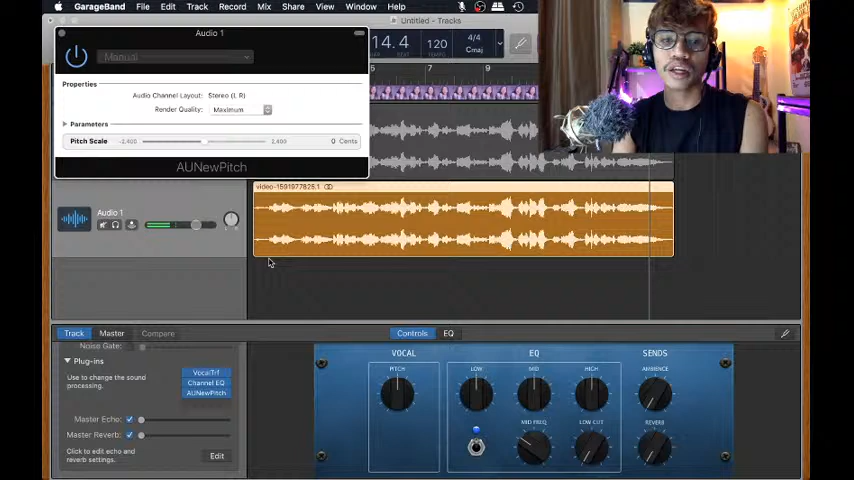 GarageBand File Edit Track Record Mix Share View Window Help
Untitled - Tracks
Audio 1
14.4 120 4/4 Cmaj
Manual
7 9
Properties
Audio Channel Layout: Stereo (L R)
Render Quality: Maximum
Parameters
Pitch Scale -2,400 2,400 0 Cents
AUNewPitch
video-1591977825.1
Audio 1
L R
Track Master Compare Controls EQ
Noise Gate:
Plug-ins
Use to change the sound processing.
VocalTrf
Channel EQ
AUNewPitch
Master Echo:
Master Reverb:
Click to edit echo and reverb settings.
Edit
VOCAL EQ SENDS
PITCH LOW MID HIGH AMBIENCE
MID FREQ LOW CUT REVERB